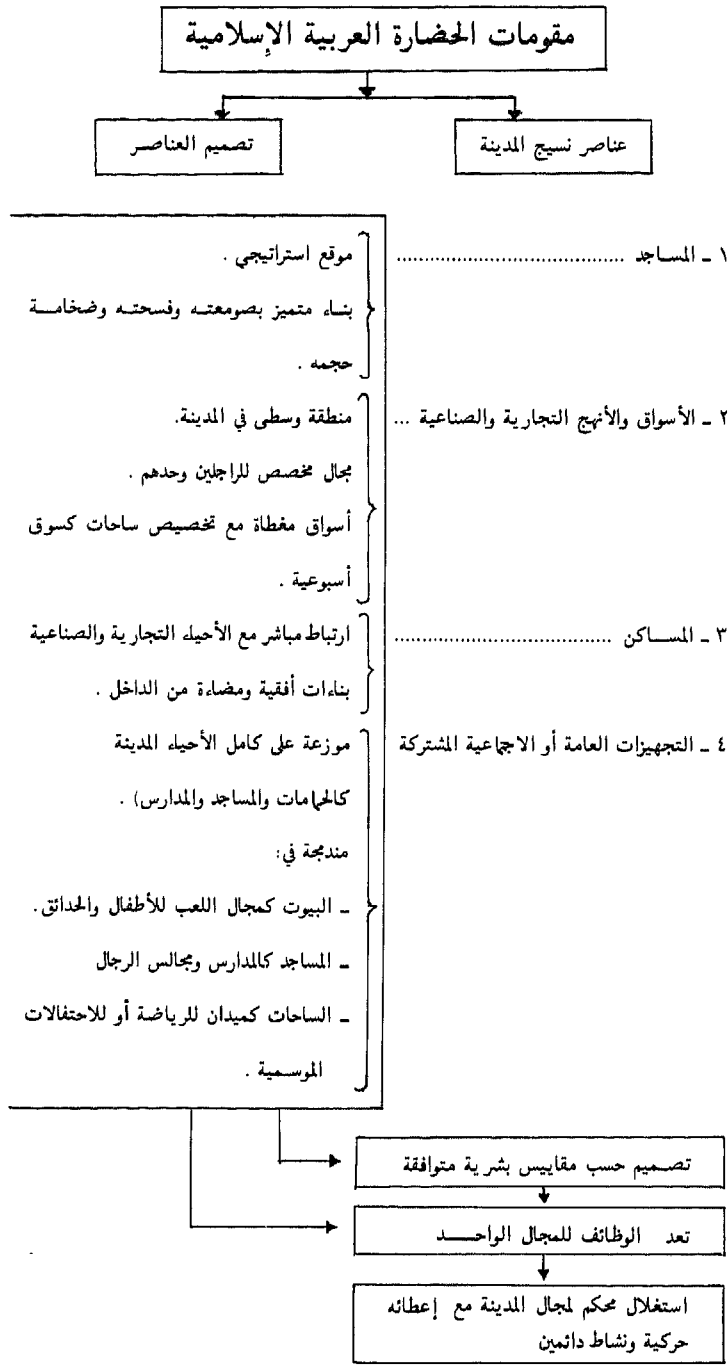 مقومات الحضارة العربية الإسلامية
عناصر نسيج المدينة
تصميم العناصر
١ - المساجد ......................................
موقع استراتيجي .
بناء متميز بصومعته وفسحته وضخامة
حجمه .
٢ - الأسواق والأنهج التجارية والصناعية ...
منطقة وسطى في المدينة.
مجال مخصص للراجلين وحدهم .
أسواق مغطاة مع تخصيص ساحات كسوق
أسبوعية .
٣ - المساكن .....................................
ارتباط مباشر مع الأحياء التجارية والصناعية
بناءات أفقية ومضاءة من الداخل .
٤ - التجهيزات العامة أو الاجماعية المشتركة
موزعة على كامل الأحياء المدينة
كالحمامات والمساجد والمدارس) .
مندمجة في:
- البيوت كمجال اللعب للأطفال والحدائق.
- المساجد كالمدارس ومجالس الرجال
- الساحات كميدان للرياضة أو للاحتفالات
الموسمية .
تصميم حسب مقاييس بشرية متوافقة
تعد الوظائف للمجال الواحد
استغلال محكم لمجال المدينة مع إعطائه
حركية ونشاط دائمين